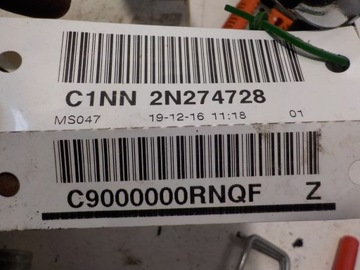 C1NN 2N274728
MS047 19-12-16 11:18 01
C9000000RNQF Z